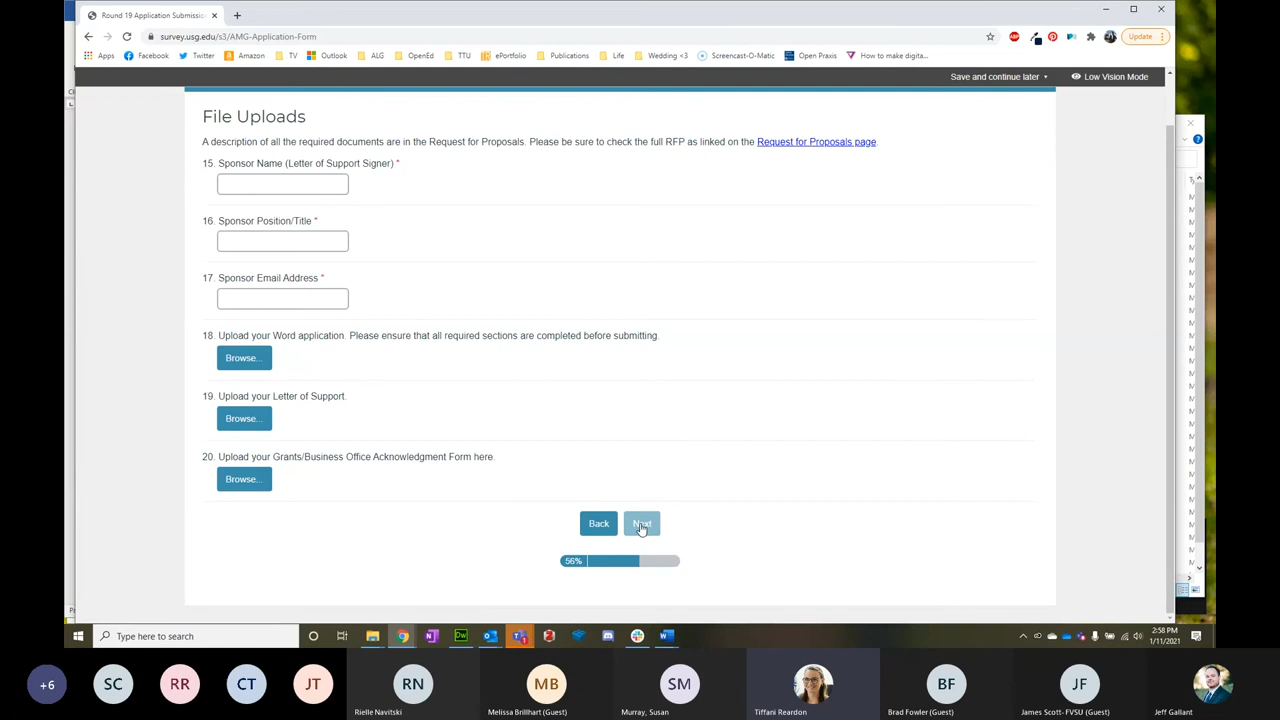 Round 19 Application Submissio
survey.usg.edu/s3/AMG-Application-Form
Update
Apps
Facebook
Twitter
Amazon
TV
Outlook
ALG
OpenEd
TTU
ePortfolio
Publications
Life
Wedding <3
Screencast-O-Matic
Open Praxis
How to make digita...
Save and continue later
Low Vision Mode
File Uploads
A description of all the required documents are in the Request for Proposals. Please be sure to check the full RFP as linked on the Request for Proposals page.
15. Sponsor Name (Letter of Support Signer) *
16. Sponsor Position/Title *
17. Sponsor Email Address *
18. Upload your Word application. Please ensure that all required sections are completed before submitting.
Browse...
19. Upload your Letter of Support.
Browse...
20. Upload your Grants/Business Office Acknowledgment Form here.
Browse...
Back
Next
56%
Type here to search
2:58 PM
1/11/2021
+6
SC
RR
CT
JT
RN
Rielle Navitski
MB
Melissa Brillhart (Guest)
SM
Murray, Susan
Tiffani Reardon
BF
Brad Fowler (Guest)
JF
James Scott- FVSU (Guest)
Jeff Gallant